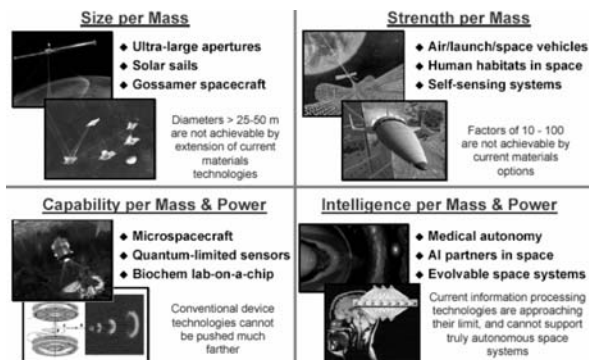 Size per Mass
◆ Ultra-large apertures
◆ Solar sails
◆ Gossamer spacecraft
Diameters > 25-50 m
are not achievable by
extension of current
materials
technologies
Strength per Mass
◆ Air/launch/space vehicles
◆ Human habitats in space
◆ Self-sensing systems
Factors of 10 - 100
are not achievable by
current materials
options
Capability per Mass & Power
◆ Microspacecraft
◆ Quantum-limited sensors
◆ Biochem lab-on-a-chip
Conventional device
technologies cannot
be pushed much
farther
Intelligence per Mass & Power
◆ Medical autonomy
◆ AI partners in space
◆ Evolvable space systems
Current information processing
technologies are approaching
their limit, and cannot support
truly autonomous space
systems